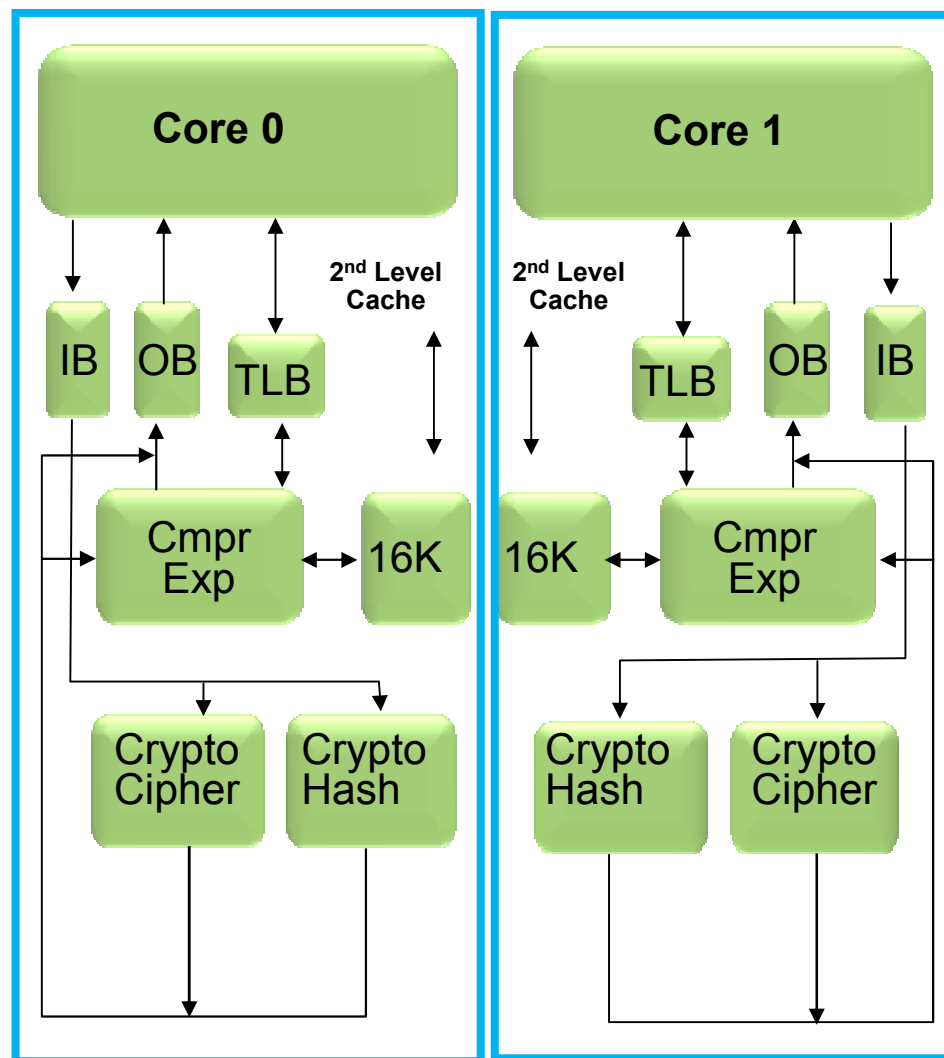 Core 0
2nd Level
Cache
IB
OB
TLB
Cmpr
Exp
16K
Crypto
Cipher
Crypto
Hash
Core 1
2nd Level
Cache
TLB
OB
IB
16K
Cmpr
Exp
Crypto
Hash
Crypto
Cipher